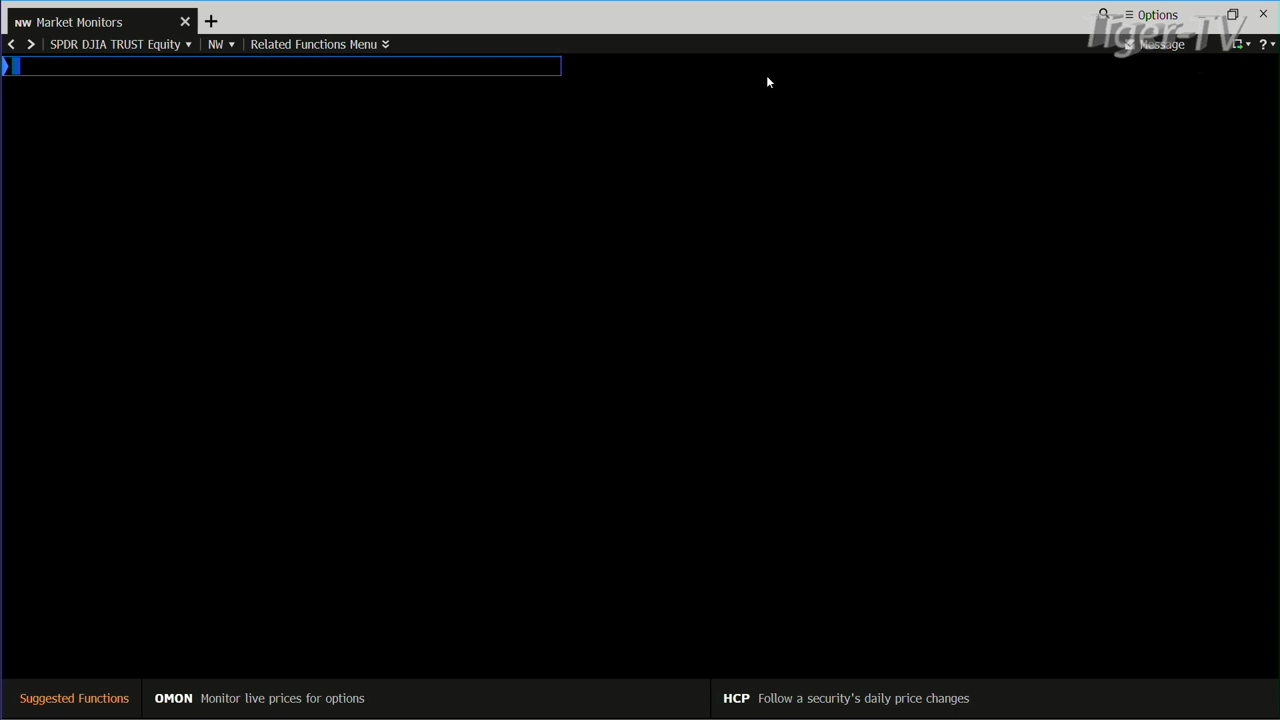 NW Market Monitors
Options
Tiger-TV
SPDR DJIA TRUST Equity NW Related Functions Menu Message ?
Suggested Functions OMON Monitor live prices for options HCP Follow a security's daily price changes